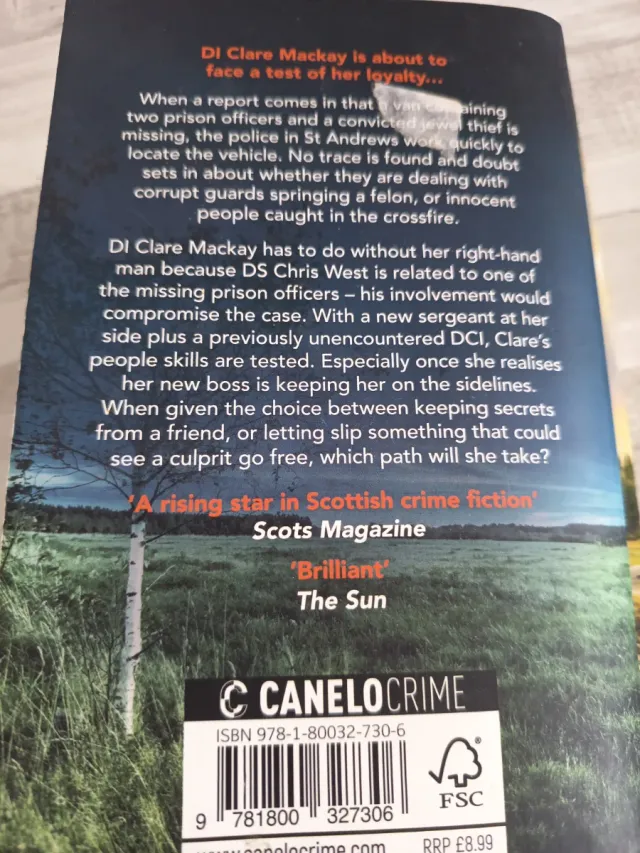 DI Clare Mackay is about to
face a test of her loyalty...
When a report comes in that a van containing
two prison officers and a convicted jewel thief is
missing, the police in St Andrews work quickly to
locate the vehicle. No trace is found and doubt
sets in about whether they are dealing with
corrupt guards springing a felon, or innocent
people caught in the crossfire.
DI Clare Mackay has to do without her right-hand
man because DS Chris West is related to one of
the missing prison officers – his involvement would
compromise the case. With a new sergeant at her
side plus a previously unencountered DCI, Clare's
people skills are tested. Especially once she realises
her new boss is keeping her on the sidelines.
When given the choice between keeping secrets
from a friend, or letting slip something that could
see a culprit go free, which path will she take?
'A rising star in Scottish crime fiction'
Scots Magazine
'Brilliant'
The Sun
CANELOCRIME
ISBN 978-1-80032-730-6
9 781800 327306
FSC
www.canelocrime.com RRP £8.99